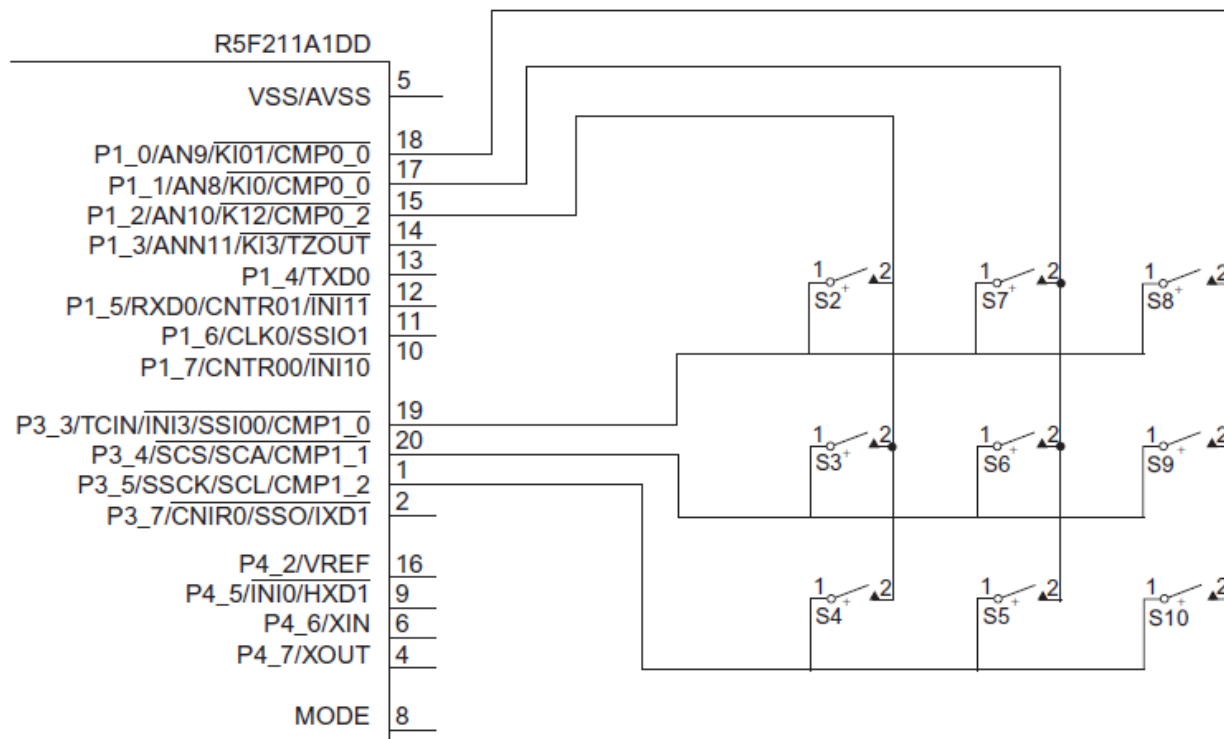 R5F211A1DD
VSS/AVSS 5
P1_0/AN9/KI01/CMP0_0 18
P1_1/AN8/KI0/CMP0_0 17
P1_2/AN10/K12/CMP0_2 15
P1_3/ANN11/KI3/TZOUT 14
P1_4/TXD0 13
P1_5/RXD0/CNTR01/INI11 12
P1_6/CLK0/SSIO1 11
P1_7/CNTR00/INI10 10
P3_3/TCIN/INI3/SSI00/CMP1_0 19
P3_4/SCS/SCA/CMP1_1 20
P3_5/SSCK/SCL/CMP1_2 1
P3_7/CNIR0/SSO/IXD1 2
P4_2/VREF 16
P4_5/INI0/HXD1 9
P4_6/XIN 6
P4_7/XOUT 4
MODE 8
1 2 1 2 1 2
S2 + S7 + S8 +
1 2 1 2 1 2
S3 + S6 + S9 +
1 2 1 2 1 2
S4 + S5 + S10 +